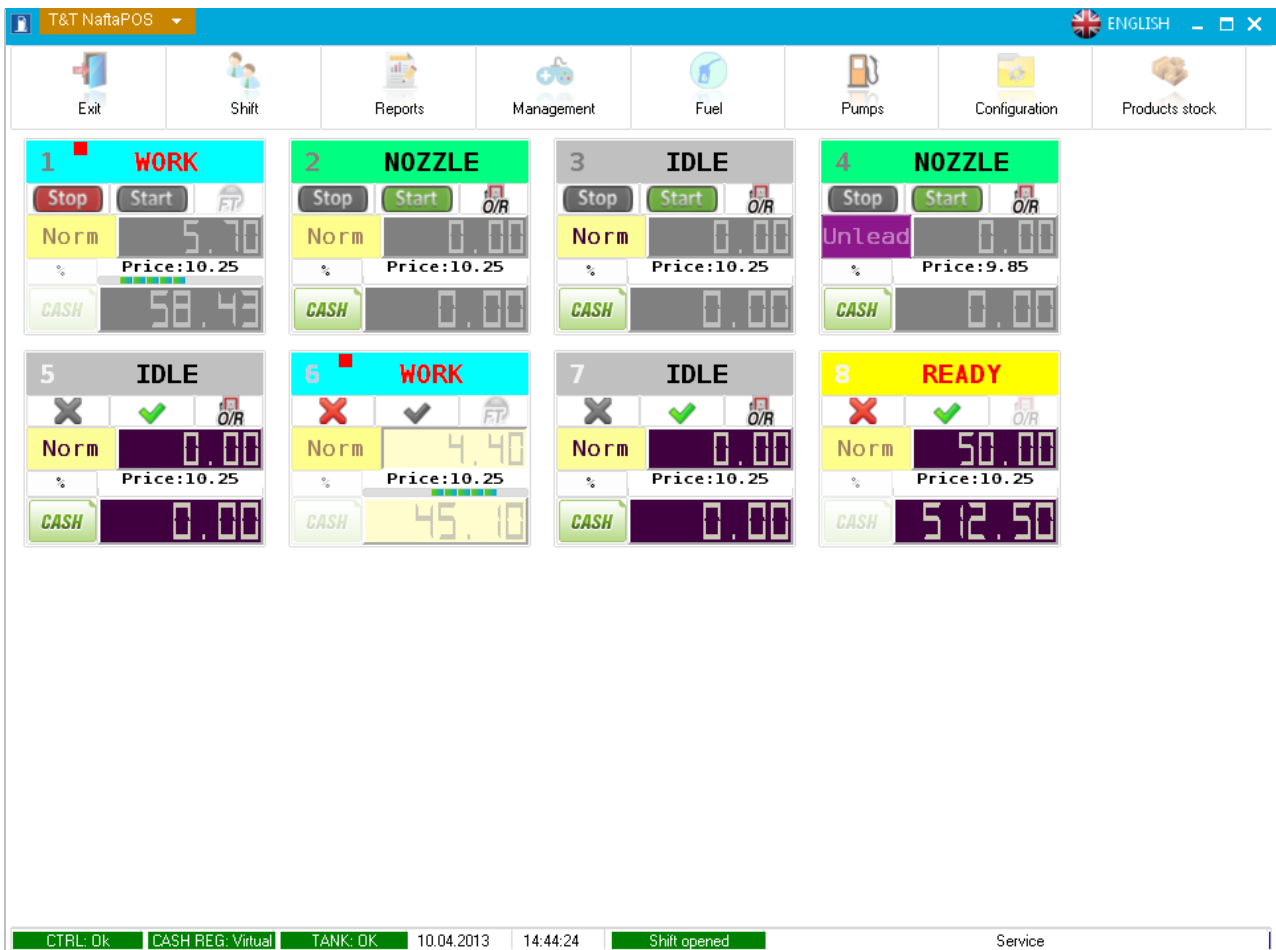 T&T NaftaPOS
ENGLISH
Exit Shift Reports Management Fuel Pumps Configuration Products stock
1 WORK 2 NOZZLE 3 IDLE 4 NOZZLE
Stop Start F.T? Stop Start O/R Stop Start O/R Stop Start O/R
Norm 5.70 Norm 0.00 Norm 0.00 Unlead 0.00
% Price:10.25 % Price:10.25 % Price:10.25 % Price:9.85
CASH 58.43 CASH 0.00 CASH 0.00 CASH 0.00
5 IDLE 6 WORK 7 IDLE 8 READY
O/R F.T? O/R O/R
Norm 0.00 Norm 4.40 Norm 0.00 Norm 50.00
% Price:10.25 % Price:10.25 % Price:10.25 % Price:10.25
CASH 0.00 CASH 45.10 CASH 0.00 CASH 512.50
CTRL: Ok CASH REG: Virtual TANK: OK 10.04.2013 14:44:24 Shift opened Service